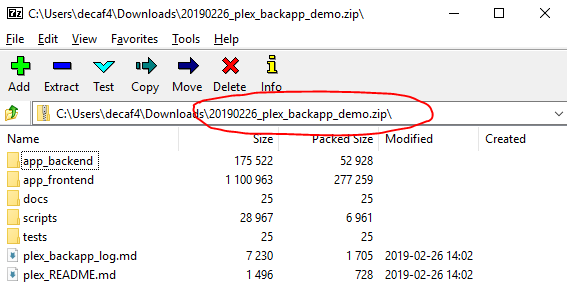 C:\Users\decaf4\Downloads\20190226_plex_backapp_demo.zip\
File Edit View Favorites Tools Help
Add Extract Test Copy Move Delete Info
C:\Users\decaf4\Downloads\20190226_plex_backapp_demo.zip\
Name Size Packed Size Modified Created
app_backend 175 522 52 928
app_frontend 1 100 963 277 259
docs 25 25
scripts 28 967 6 961
tests 25 25
plex_backapp_log.md 7 230 1 705 2019-02-26 14:02
plex_README.md 1 496 728 2019-02-26 14:02